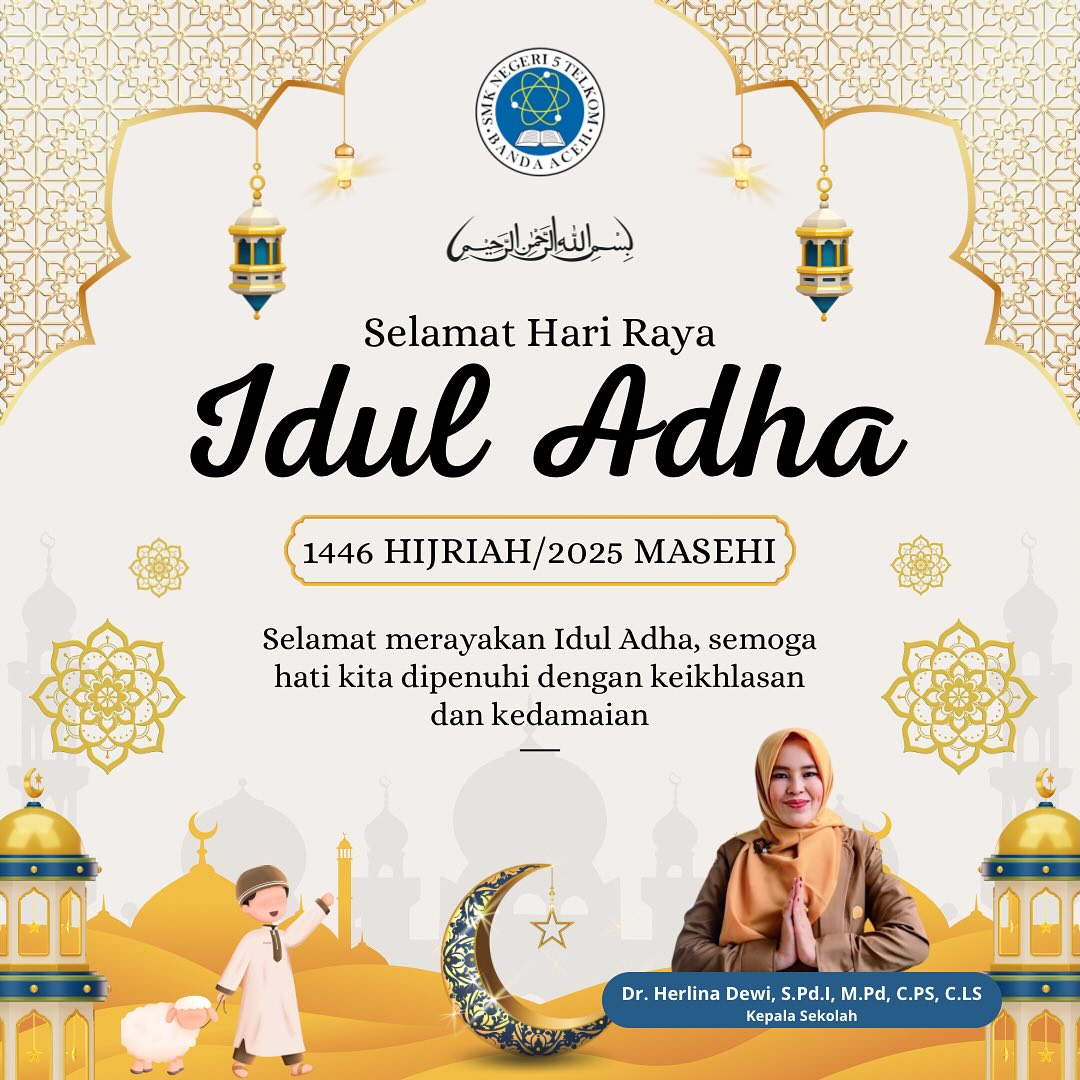 SMK NEGERI 5 TELKOM
BANDA ACEH
بِسْمِ اللهِ الرَّحْمٰنِ الرَّحِيْمِ
Selamat Hari Raya
Idul Adha
1446 HIJRIAH/2025 MASEHI
Selamat merayakan Idul Adha, semoga
hati kita dipenuhi dengan keikhlasan
dan kedamaian
Dr. Herlina Dewi, S.Pd.I, M.Pd, C.PS, C.LS
Kepala Sekolah